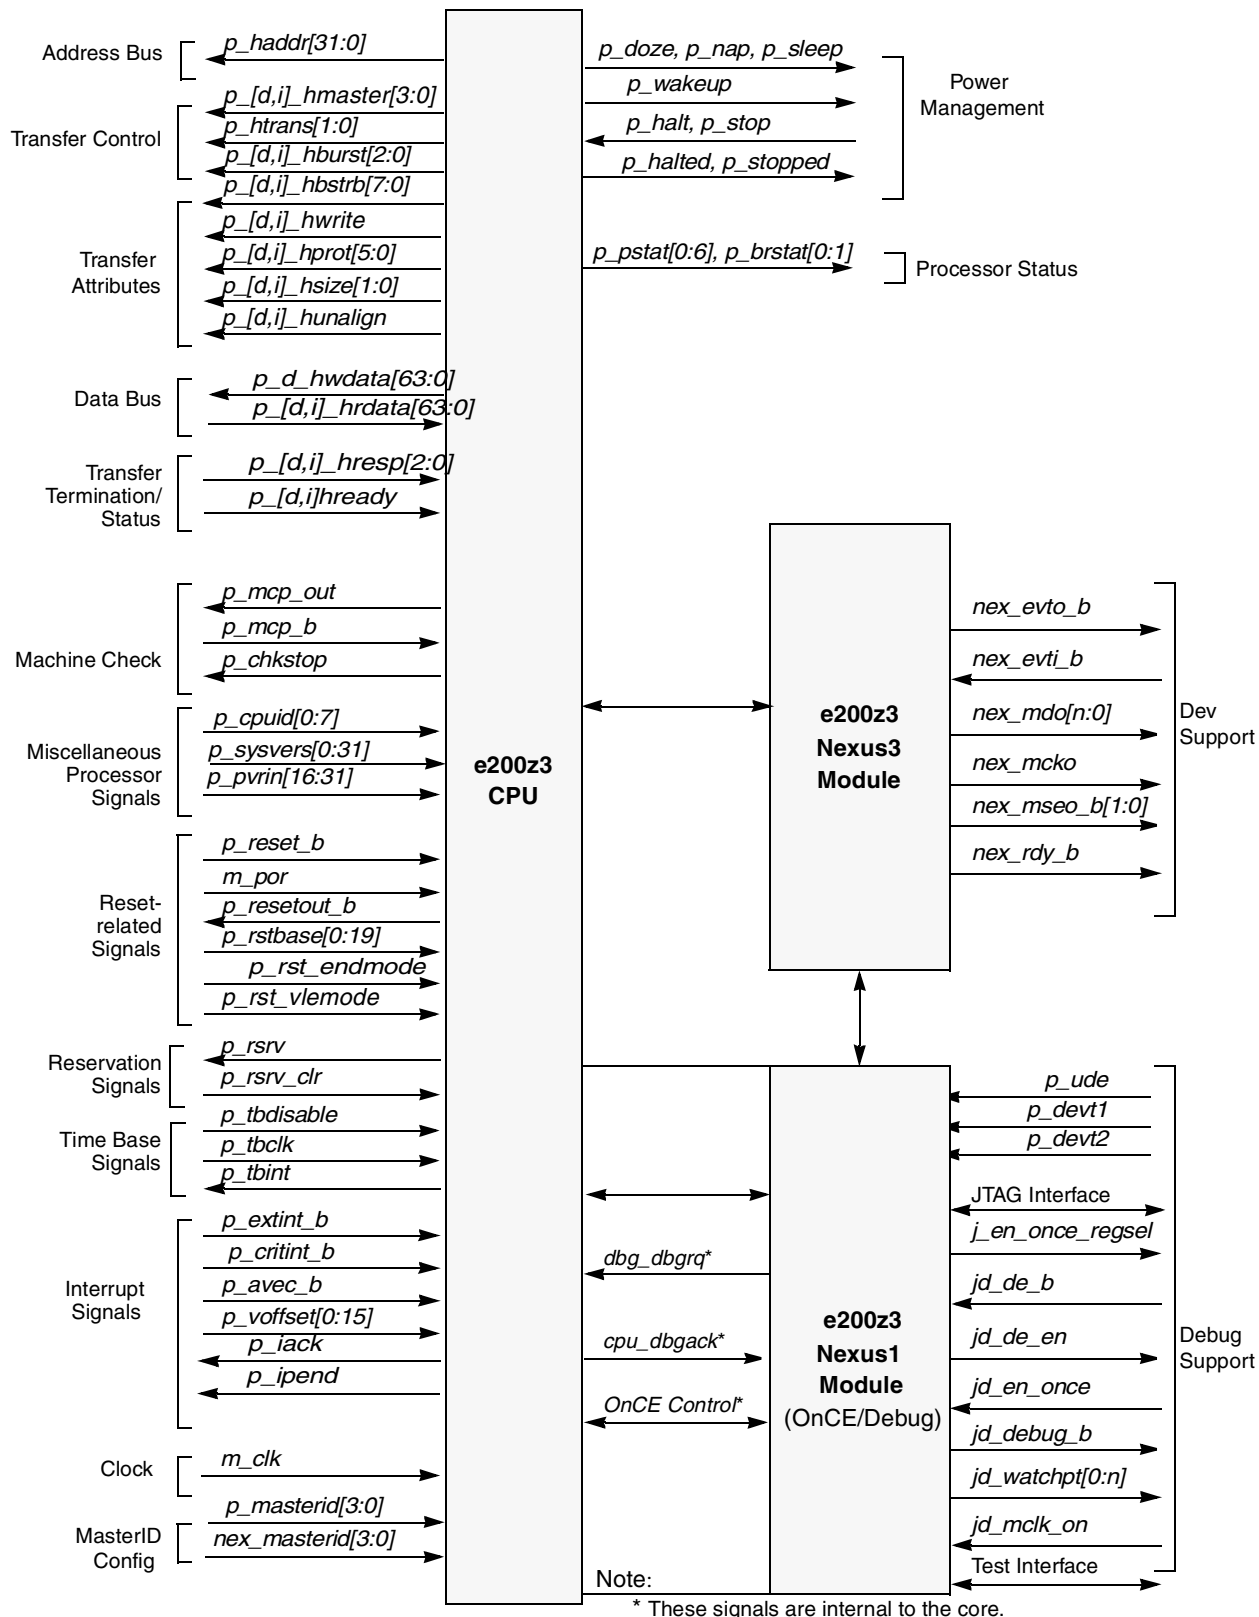 Address Bus
p_haddr[31:0]
Transfer Control
p_[d,i]_hmaster[3:0]
p_htrans[1:0]
p_[d,i]_hburst[2:0]
p_[d,i]_hbstrb[7:0]
Transfer
Attributes
p_[d,i]_hwrite
p_[d,i]_hprot[5:0]
p_[d,i]_hsize[1:0]
p_[d,i]_hunalign
Data Bus
p_d_hwdata[63:0]
p_[d,i]_hrdata[63:0]
Transfer
Termination/
Status
p_[d,i]_hresp[2:0]
p_[d,i]hready
Machine Check
p_mcp_out
p_mcp_b
p_chkstop
Miscellaneous
Processor
Signals
p_cpuid[0:7]
p_sysvers[0:31]
p_pvrin[16:31]
Reset-
related
Signals
p_reset_b
m_por
p_resetout_b
p_rstbase[0:19]
p_rst_endmode
p_rst_vlemode
Reservation
Signals
p_rsrv
p_rsrv_clr
Time Base
Signals
p_tbdisable
p_tbclk
p_tbint
Interrupt
Signals
p_extint_b
p_critint_b
p_avec_b
p_voffset[0:15]
p_iack
p_ipend
Clock
m_clk
MasterID
Config
p_masterid[3:0]
nex_masterid[3:0]
e200z3
CPU
p_doze, p_nap, p_sleep
p_wakeup
p_halt, p_stop
p_halted, p_stopped
Power
Management
p_pstat[0:6], p_brstat[0:1]
Processor Status
e200z3
Nexus3
Module
nex_evto_b
nex_evti_b
nex_mdo[n:0]
nex_mcko
nex_mseo_b[1:0]
nex_rdy_b
Dev
Support
dbg_dbgrq*
cpu_dbgack*
OnCE Control*
e200z3
Nexus1
Module
(OnCE/Debug)
p_ude
p_devt1
p_devt2
JTAG Interface
j_en_once_regsel
jd_de_b
jd_de_en
jd_en_once
jd_debug_b
jd_watchpt[0:n]
jd_mclk_on
Test Interface
Debug
Support
Note:
* These signals are internal to the core.